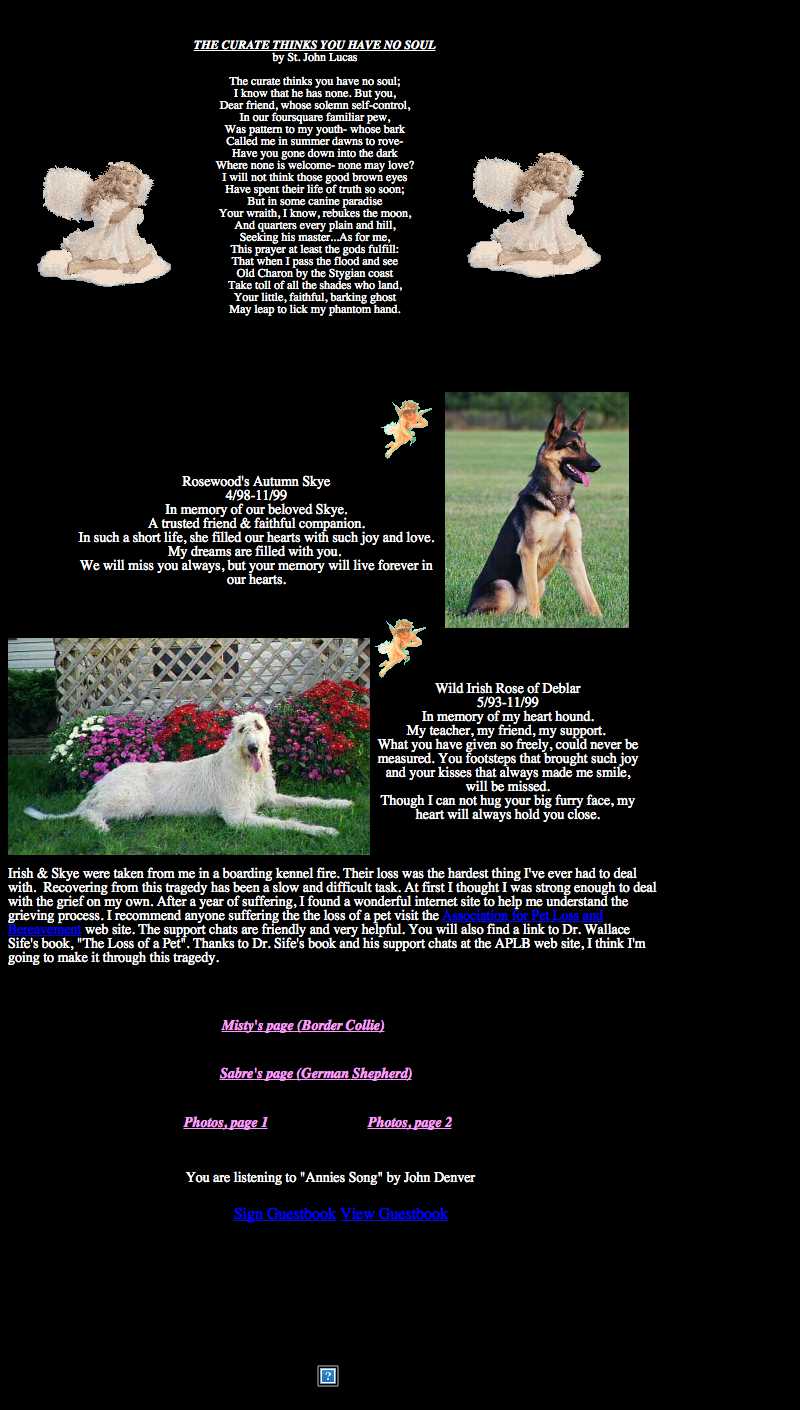 THE CURATE THINKS YOU HAVE NO SOUL
by St. John Lucas
The curate thinks you have no soul;
I know that he has none. But you,
Dear friend, whose solemn self-control,
In our foursquare familiar pew,
Was pattern to my youth- whose bark
Called me in summer dawns to rove-
Have you gone down into the dark
Where none is welcome- none may love?
I will not think those good brown eyes
Have spent their life of truth so soon;
But in some canine paradise
Your wraith, I know, rebukes the moon,
And quarters every plain and hill,
Seeking his master...As for me,
This prayer at least the gods fulfill:
That when I pass the flood and see
Old Charon by the Stygian coast
Take toll of all the shades who land,
Your little, faithful, barking ghost
May leap to lick my phantom hand.
Rosewood's Autumn Skye
4/98-11/99
In memory of our beloved Skye.
A trusted friend & faithful companion.
In such a short life, she filled our hearts with such joy and love.
My dreams are filled with you.
We will miss you always, but your memory will live forever in
our hearts.
Wild Irish Rose of Deblar
5/93-11/99
In memory of my heart hound.
My teacher, my friend, my support.
What you have given so freely, could never be
measured. You footsteps that brought such joy
and your kisses that always made me smile,
will be missed.
Though I can not hug your big furry face, my
heart will always hold you close.
Irish & Skye were taken from me in a boarding kennel fire. Their loss was the hardest thing I've ever had to deal
with.  Recovering from this tragedy has been a slow and difficult task. At first I thought I was strong enough to deal
with the grief on my own. After a year of suffering, I found a wonderful internet site to help me understand the
grieving process. I recommend anyone suffering the the loss of a pet visit the Association for Pet Loss and
Bereavement web site. The support chats are friendly and very helpful. You will also find a link to Dr. Wallace
Sife's book, "The Loss of a Pet". Thanks to Dr. Sife's book and his support chats at the APLB web site, I think I'm
going to make it through this tragedy.
Misty's page (Border Collie)
Sabre's page (German Shepherd)
Photos, page 1 Photos, page 2
You are listening to "Annies Song" by John Denver
Sign Guestbook View Guestbook